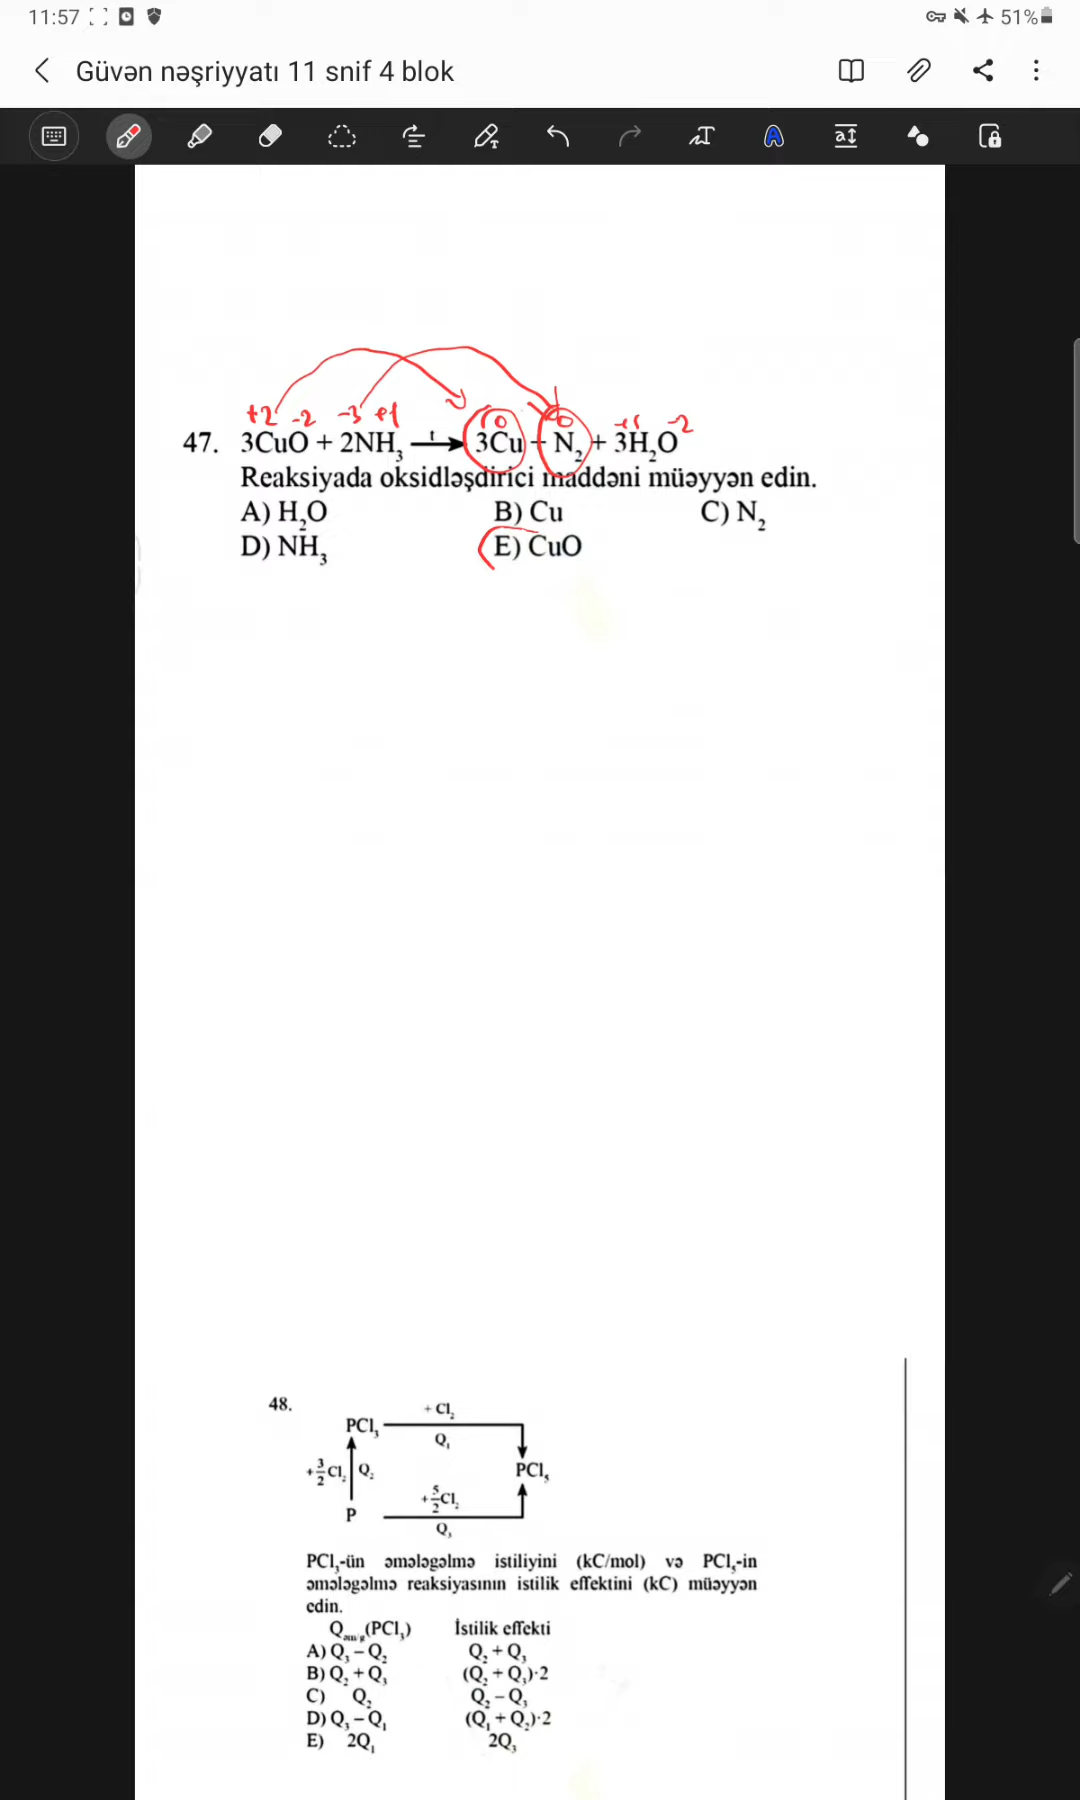 11:57
51%
Güvən nəşriyyatı 11 snif 4 blok
+2 -2 -3 +1 0 0 +1 -2
47. 3CuO + 2NH₃ —t→ 3Cu + N₂ + 3H₂O
Reaksiyada oksidləşdirici maddəni müəyyən edin.
A) H₂O B) Cu C) N₂
D) NH₃ E) CuO
48.
+ Cl₂
PCl₃
Q₁
+3/2Cl₂ Q₂ PCl₅
+5/2Cl₂
P
Q₃
PCl₃-ün əmələgəlmə istiliyini (kC/mol) və PCl₅-in
əmələgəlmə reaksiyasının istilik effektini (kC) müəyyən
edin.
Qəmələg(PCl₃) İstilik effekti
A) Q₃ – Q₂ Q₂ + Q₃
B) Q₂ + Q₃ (Q₂ + Q₃)·2
C) Q₂ Q₂ – Q₃
D) Q₃ – Q₁ (Q₁ + Q₂)·2
E) 2Q₁ 2Q₃